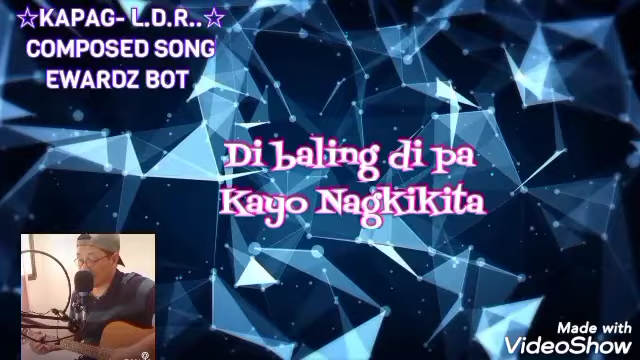 ☆KAPAG- L.D.R..☆
COMPOSED SONG
EWARDZ BOT
Di baling di pa
Kayo Nagkikita
Made with
VideoShow